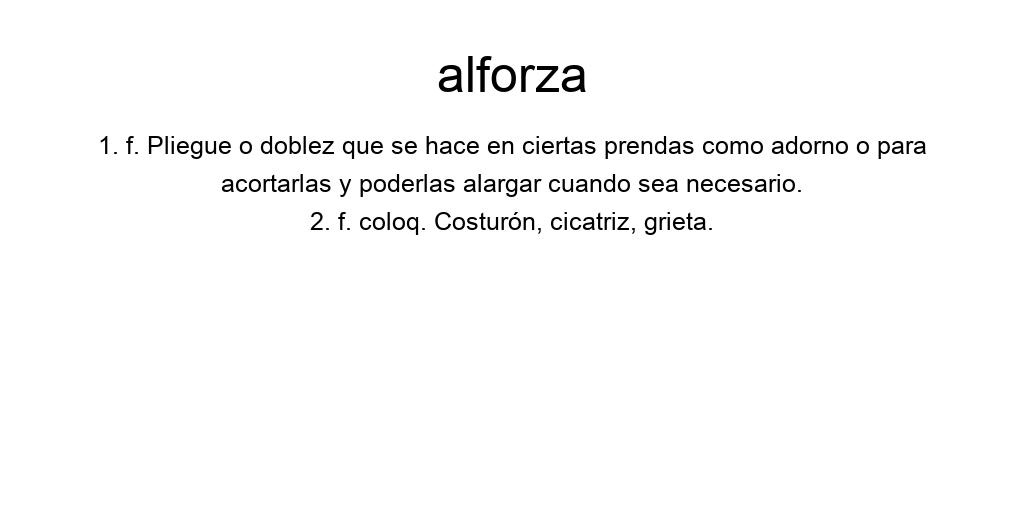 alforza
1. f. Pliegue o doblez que se hace en ciertas prendas como adorno o para
acortarlas y poderlas alargar cuando sea necesario.
2. f. coloq. Costurón, cicatriz, grieta.